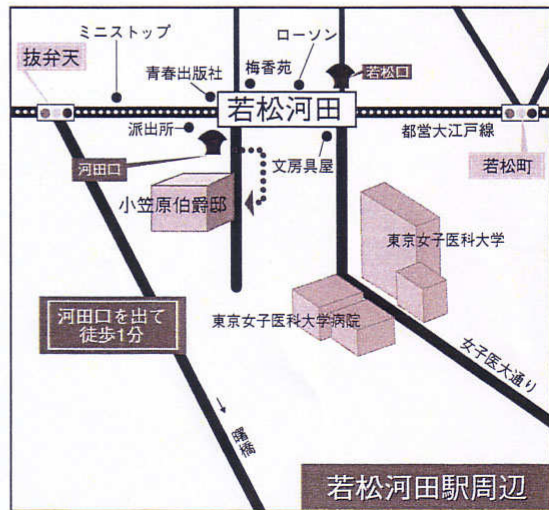 ミニストップ
ローソン
抜弁天
青春出版社
梅香苑
若松口
若松河田
派出所
都営大江戸線
河田口
文房具屋
若松町
小笠原伯爵邸
東京女子医科大学
河田口を出て
徒歩1分
東京女子医科大学病院
女子医大通り
曙橋
若松河田駅周辺